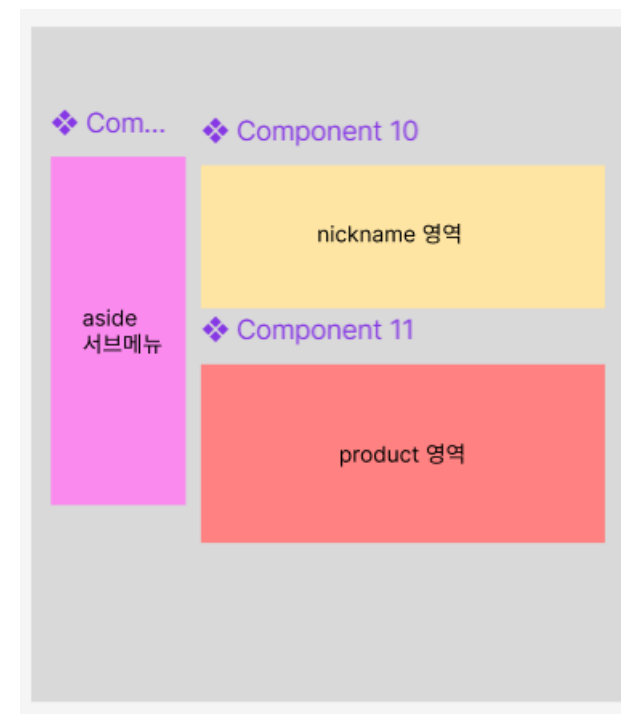 Com...
Component 10
nickname 영역
aside
서브메뉴
Component 11
product 영역